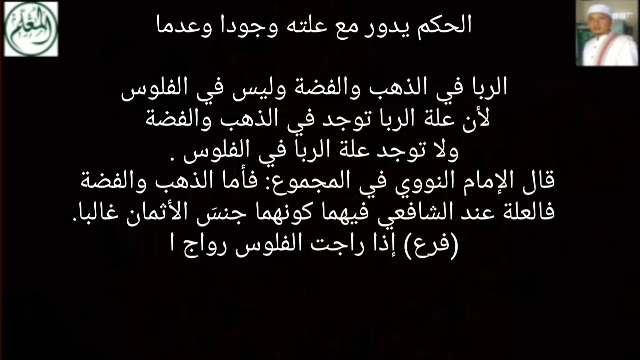 المعلم
الحكم يدور مع علته وجودا وعدما
الربا في الذهب والفضة وليس في الفلوس
لأن علة الربا توجد في الذهب والفضة
ولا توجد علة الربا في الفلوس .
قال الإمام النووي في المجموع: فأما الذهب والفضة
فالعلة عند الشافعي فيهما كونهما جنسَ الأثمان غالبا.
(فرع) إذا راجت الفلوس رواج ا